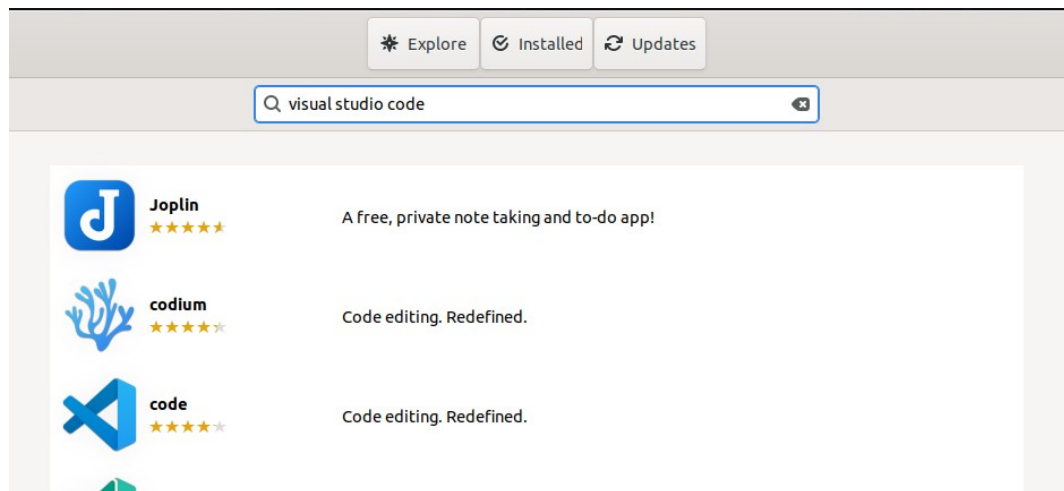 Explore Installed Updates
visual studio code
Joplin
A free, private note taking and to-do app!
codium
Code editing. Redefined.
code
Code editing. Redefined.